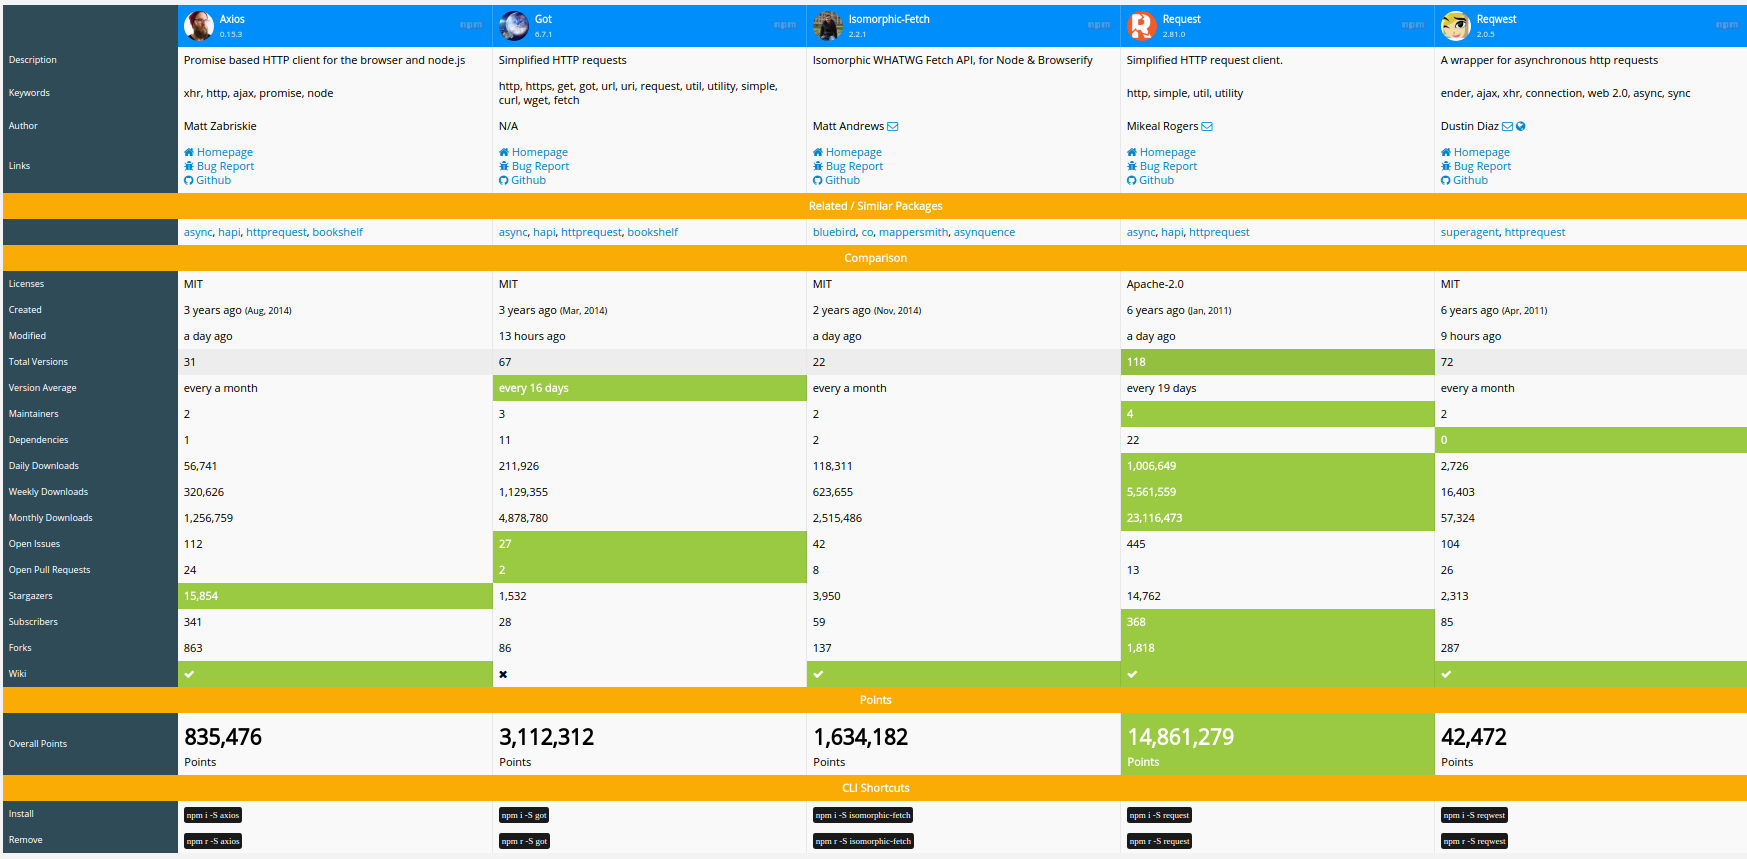 Axios
0.15.3
npm
Got
6.7.1
npm
Isomorphic-Fetch
2.2.1
npm
Request
2.81.0
npm
Reqwest
2.0.5
npm
Description
Promise based HTTP client for the browser and node.js
Simplified HTTP requests
Isomorphic WHATWG Fetch API, for Node & Browserify
Simplified HTTP request client.
A wrapper for asynchronous http requests
Keywords
xhr, http, ajax, promise, node
http, https, get, got, url, uri, request, util, utility, simple,
curl, wget, fetch
http, simple, util, utility
ender, ajax, xhr, connection, web 2.0, async, sync
Author
Matt Zabriskie
N/A
Matt Andrews
Mikeal Rogers
Dustin Diaz
Links
Homepage
Bug Report
Github
Homepage
Bug Report
Github
Homepage
Bug Report
Github
Homepage
Bug Report
Github
Homepage
Bug Report
Github
Related / Similar Packages
async, hapi, httprequest, bookshelf
async, hapi, httprequest, bookshelf
bluebird, co, mappersmith, asynquence
async, hapi, httprequest
superagent, httprequest
Comparison
Licenses
MIT
MIT
MIT
Apache-2.0
MIT
Created
3 years ago (Aug, 2014)
3 years ago (Mar, 2014)
2 years ago (Nov, 2014)
6 years ago (Jan, 2011)
6 years ago (Apr, 2011)
Modified
a day ago
13 hours ago
a day ago
a day ago
9 hours ago
Total Versions
31
67
22
118
72
Version Average
every a month
every 16 days
every a month
every 19 days
every a month
Maintainers
2
3
2
4
2
Dependencies
1
11
2
22
0
Daily Downloads
56,741
211,926
118,311
1,006,649
2,726
Weekly Downloads
320,626
1,129,355
623,655
5,561,559
16,403
Monthly Downloads
1,256,759
4,878,780
2,515,486
23,116,473
57,324
Open Issues
112
27
42
445
104
Open Pull Requests
24
2
8
13
26
Stargazers
15,854
1,532
3,950
14,762
2,313
Subscribers
341
28
59
368
85
Forks
863
86
137
1,818
287
Wiki
Points
Overall Points
835,476
Points
3,112,312
Points
1,634,182
Points
14,861,279
Points
42,472
Points
CLI Shortcuts
Install
npm i -S axios
npm i -S got
npm i -S isomorphic-fetch
npm i -S request
npm i -S reqwest
Remove
npm r -S axios
npm r -S got
npm r -S isomorphic-fetch
npm r -S request
npm r -S reqwest